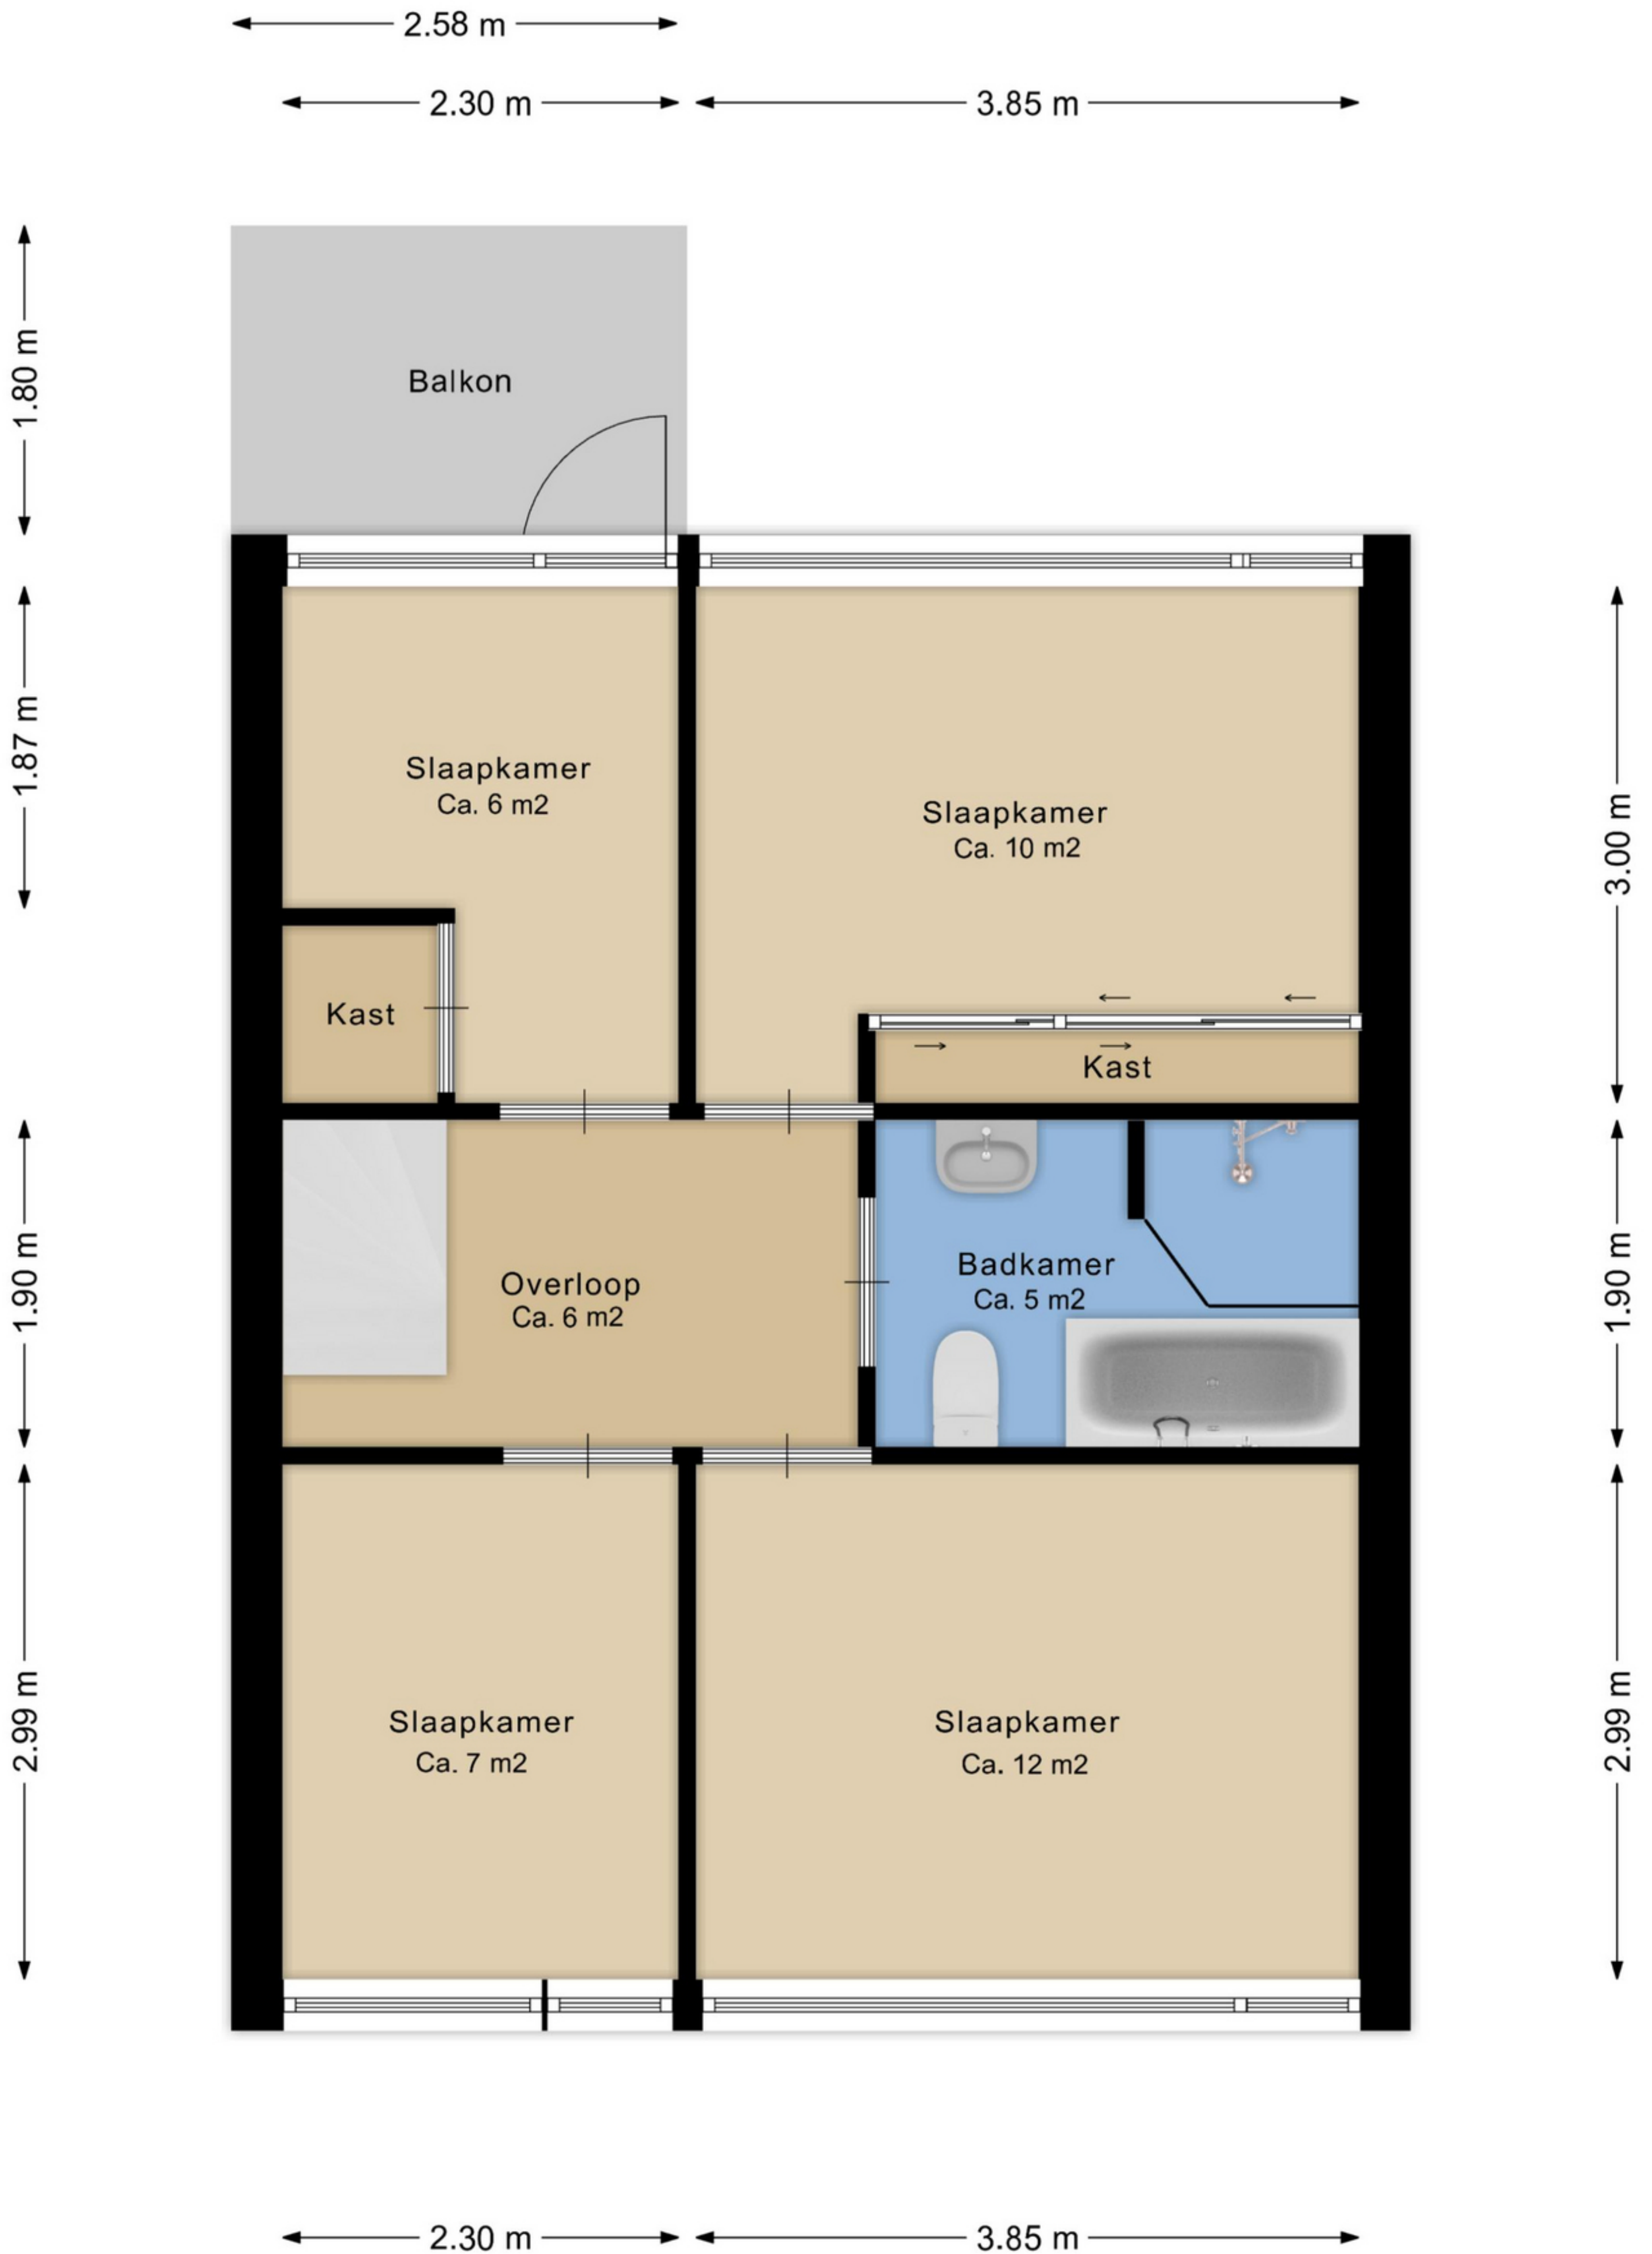 2.58 m
2.30 m
3.85 m
1.80 m
Balkon
1.87 m
Slaapkamer
Ca. 6 m2
Slaapkamer
Ca. 10 m2
3.00 m
Kast
Kast
1.90 m
Overloop
Ca. 6 m2
Badkamer
Ca. 5 m2
1.90 m
2.99 m
Slaapkamer
Ca. 7 m2
Slaapkamer
Ca. 12 m2
2.99 m
2.30 m
3.85 m